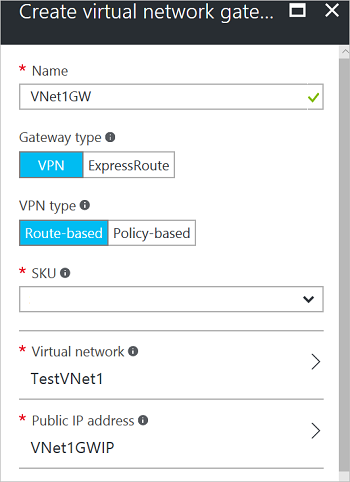 Create virtual network gate...
* Name
VNet1GW
Gateway type
VPN ExpressRoute
VPN type
Route-based Policy-based
* SKU
* Virtual network
TestVNet1
* Public IP address
VNet1GWIP